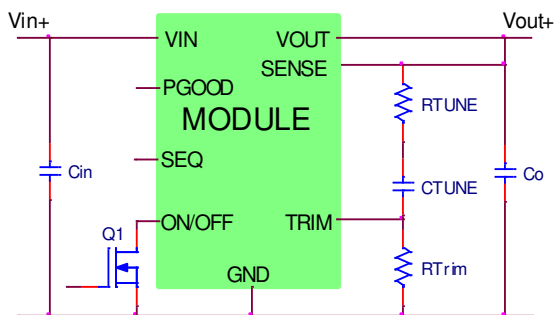 Vin+
Vout+
VIN
VOUT
SENSE
PGOOD
RTUNE
MODULE
SEQ
Cin
CTUNE
Co
Q1
ON/OFF
TRIM
GND
RTrim